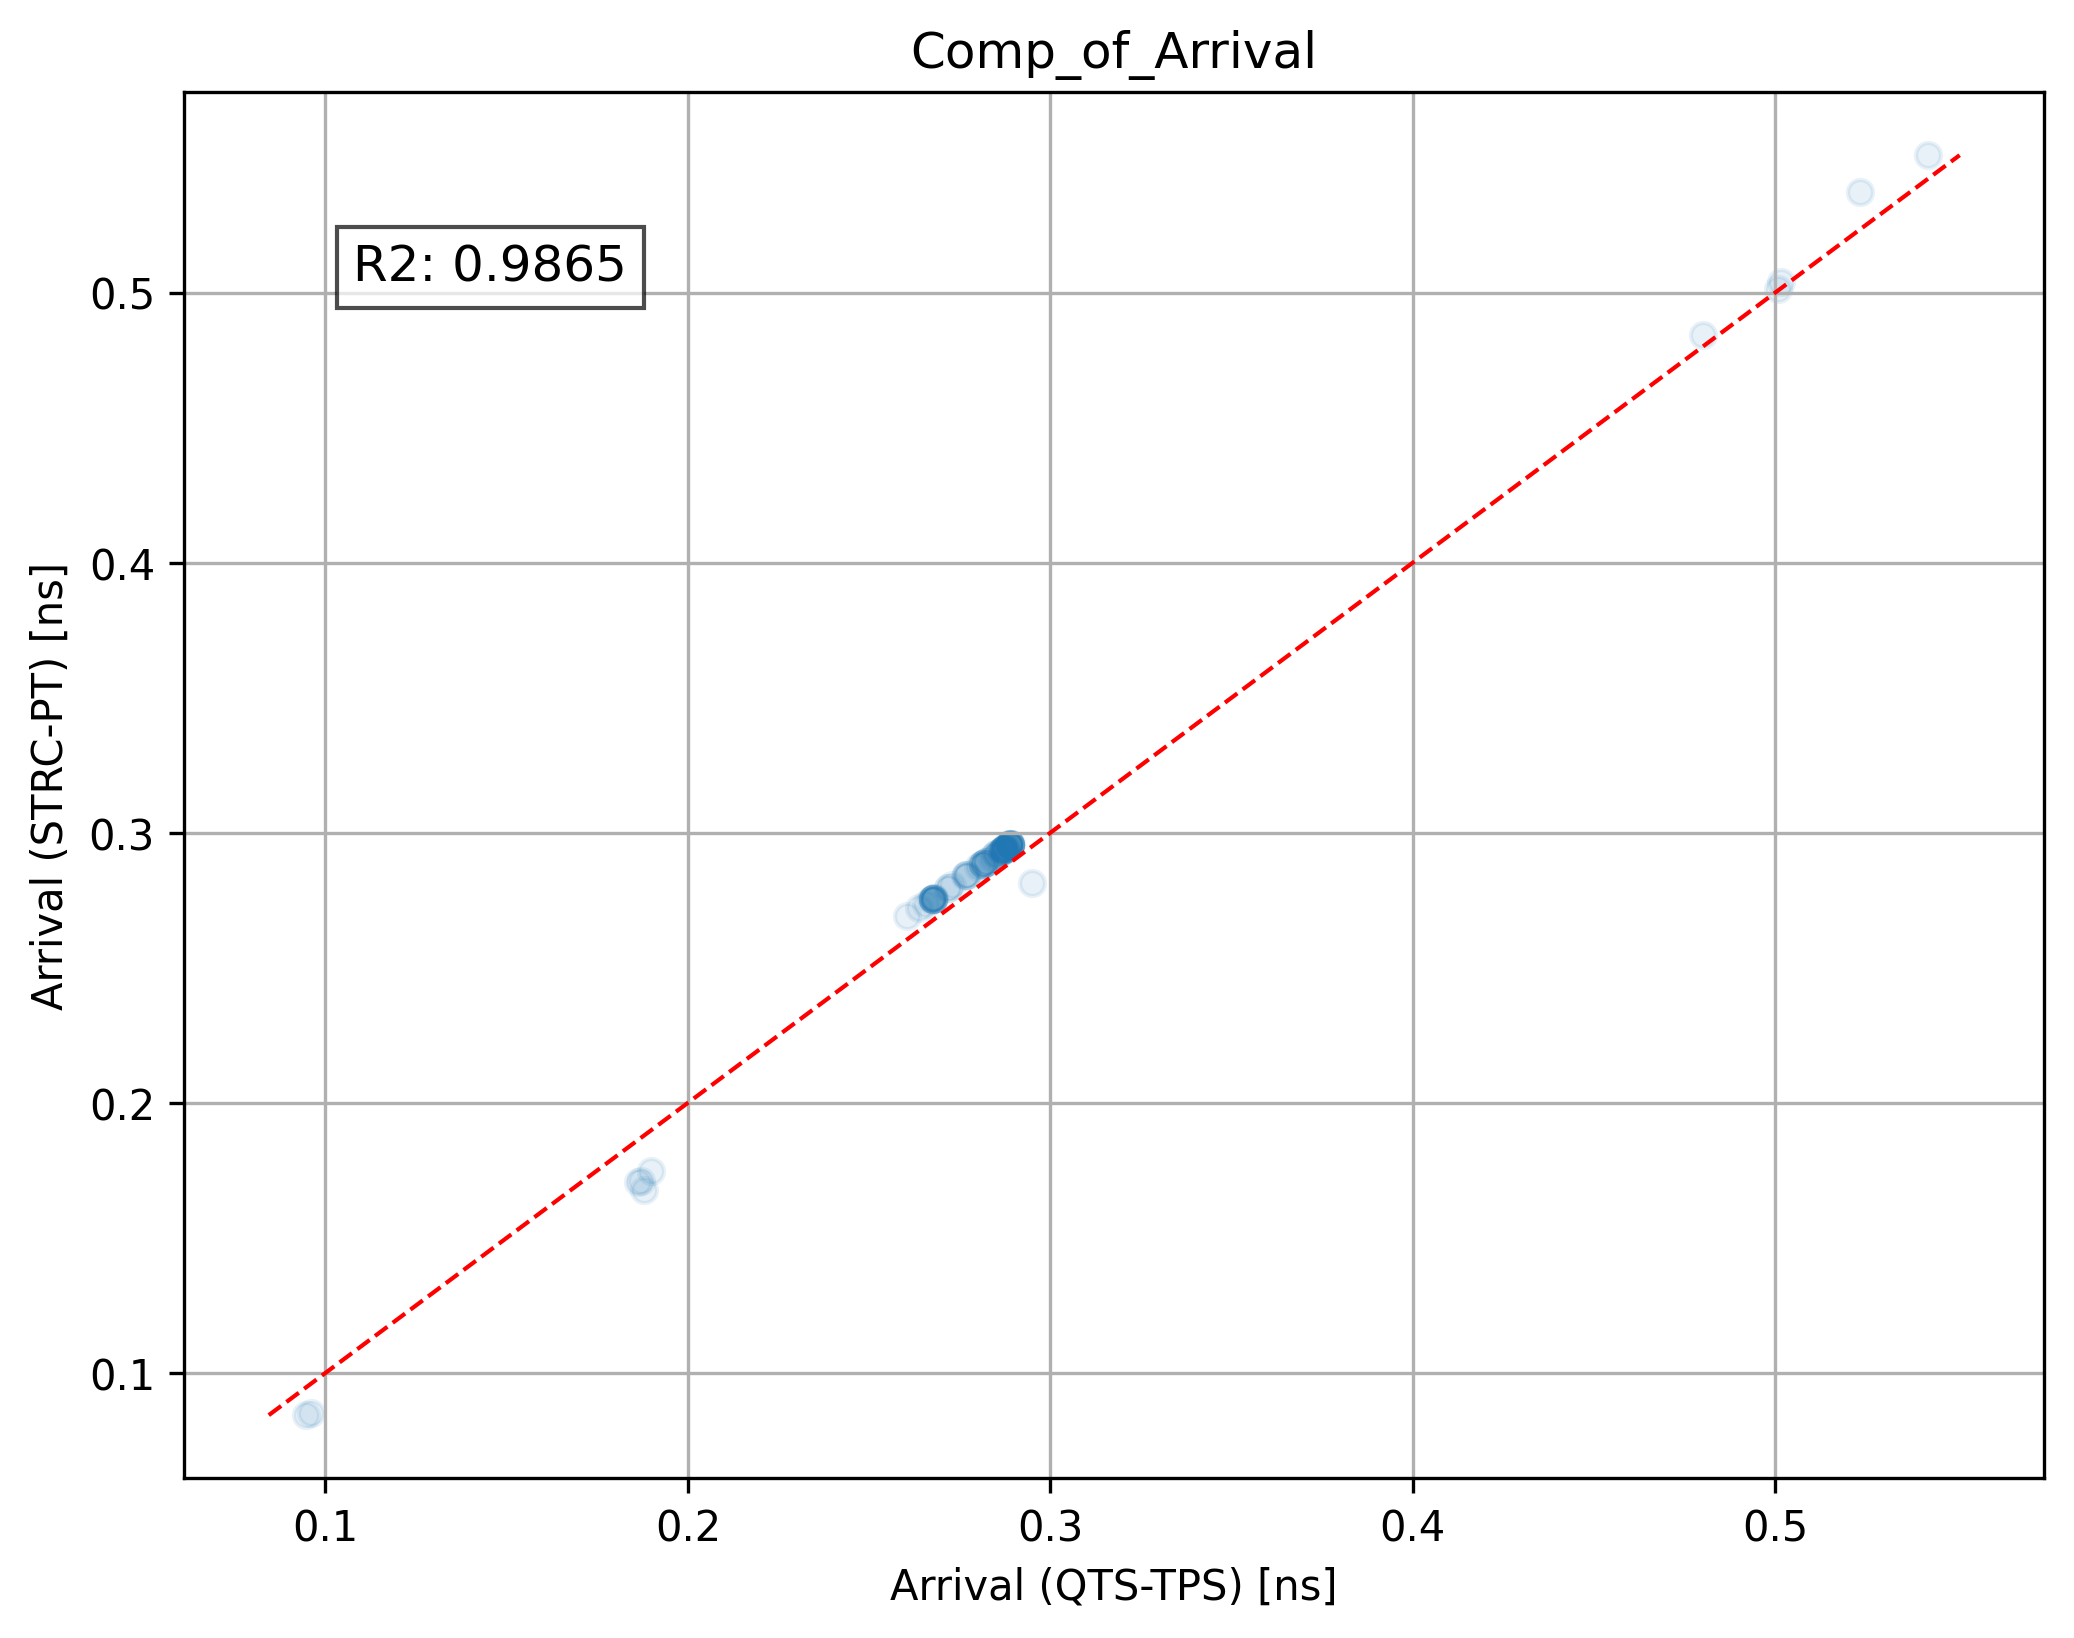 Comp_of_Arrival
R2: 0.9865
Arrival (STRC-PT) [ns]
0.5
0.4
0.3
0.2
0.1
0.1 0.2 0.3 0.4 0.5
Arrival (QTS-TPS) [ns]